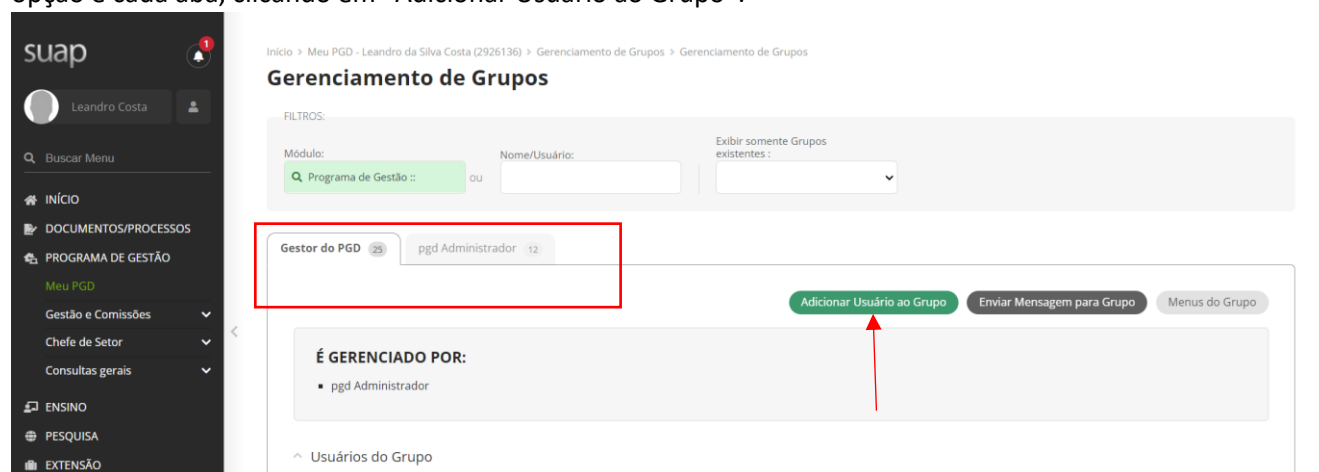 opção e cada aba, clicando em "Adicionar Usuário ao Grupo".
suap
1
Leandro Costa
Buscar Menu
INÍCIO
DOCUMENTOS/PROCESSOS
PROGRAMA DE GESTÃO
Meu PGD
Gestão e Comissões
Chefe de Setor
Consultas gerais
ENSINO
PESQUISA
EXTENSÃO
Início > Meu PGD - Leandro da Silva Costa (2926136) > Gerenciamento de Grupos > Gerenciamento de Grupos
Gerenciamento de Grupos
FILTROS:
Módulo:
Programa de Gestão ::
ou
Nome/Usuário:
Exibir somente Grupos
existentes :
Gestor do PGD 25
pgd Administrador 12
Adicionar Usuário ao Grupo
Enviar Mensagem para Grupo
Menus do Grupo
É GERENCIADO POR:
pgd Administrador
Usuários do Grupo